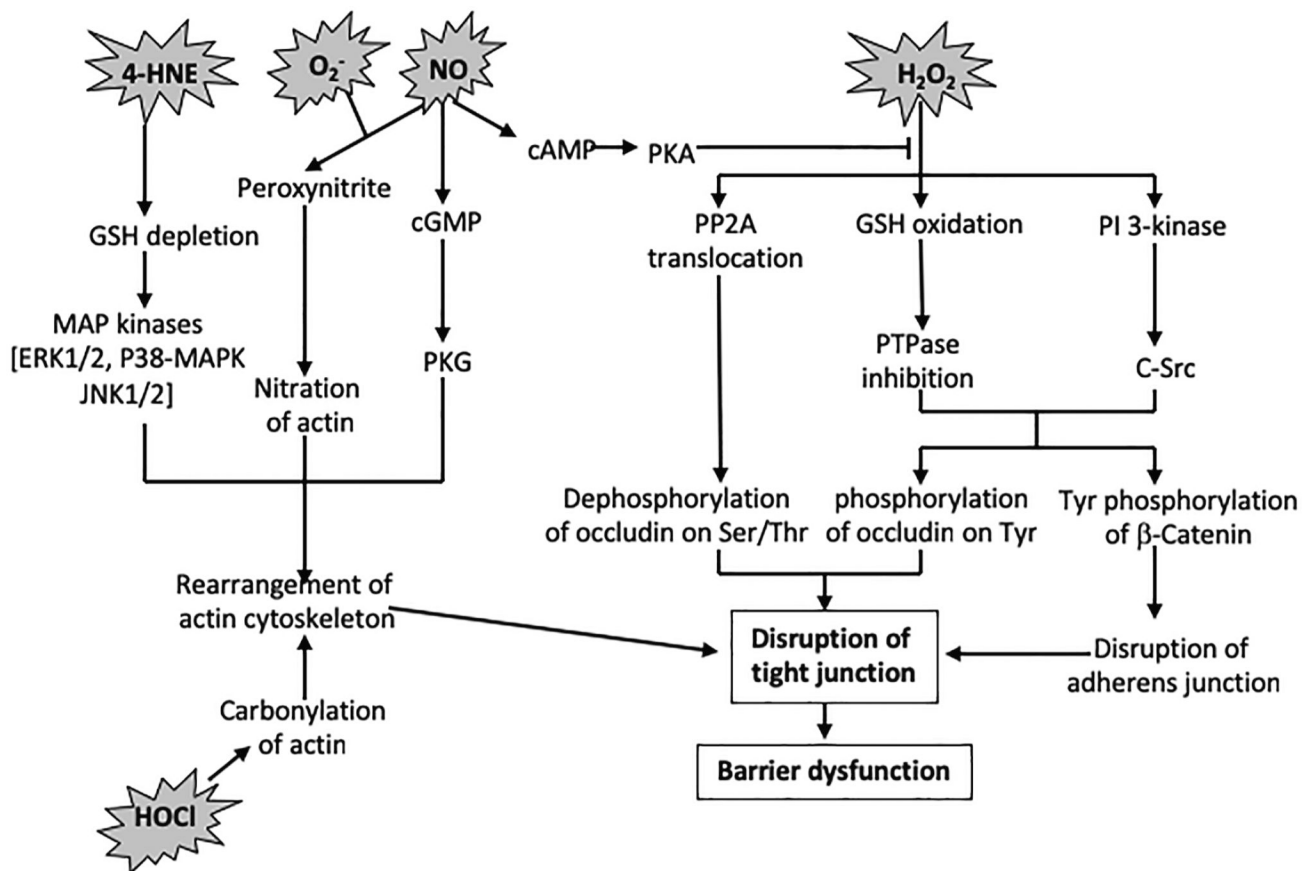 4-HNE
O₂⁻
NO
H₂O₂
cAMP
PKA
Peroxynitrite
GSH depletion
cGMP
PP2A
translocation
GSH oxidation
PI 3-kinase
MAP kinases
[ERK1/2, P38-MAPK
JNK1/2]
Nitration
of actin
PKG
PTPase
inhibition
C-Src
Dephosphorylation
of occludin on Ser/Thr
phosphorylation
of occludin on Tyr
Tyr phosphorylation
of β-Catenin
Rearrangement of
actin cytoskeleton
Disruption of
tight junction
Disruption of
adherens junction
Carbonylation
of actin
Barrier dysfunction
HOCl